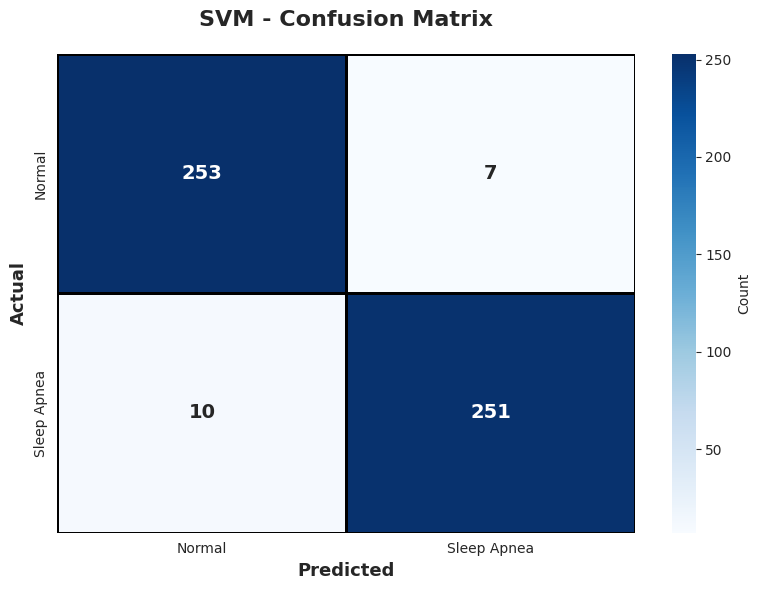 SVM - Confusion Matrix
Actual
Normal
253
7
Sleep Apnea
10
251
Normal
Sleep Apnea
Predicted
250
200
150
100
50
Count